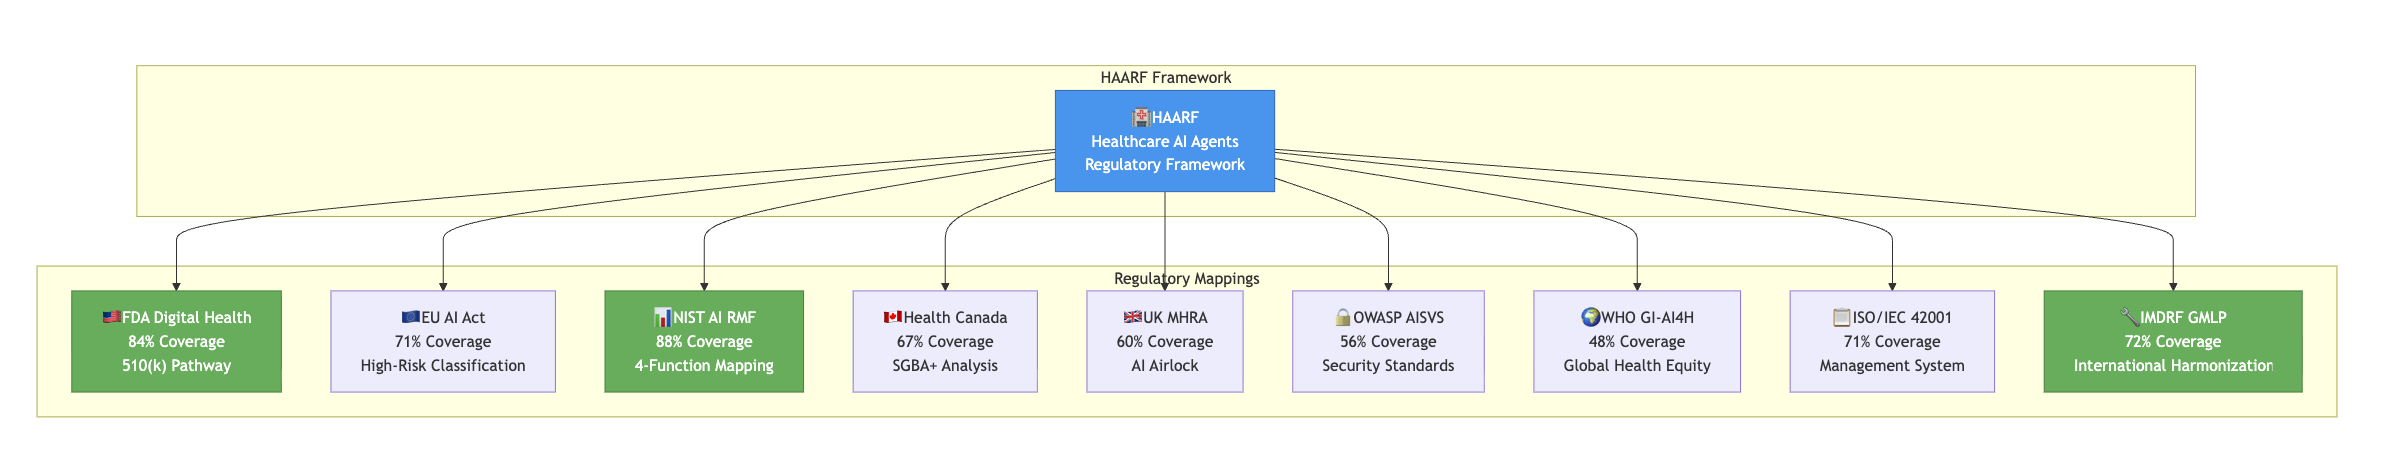 HAARF Framework
HAARF
Healthcare AI Agents
Regulatory Framework
Regulatory Mappings
FDA Digital Health
84% Coverage
510(k) Pathway
EU AI Act
71% Coverage
High-Risk Classification
NIST AI RMF
88% Coverage
4-Function Mapping
Health Canada
67% Coverage
SGBA+ Analysis
UK MHRA
60% Coverage
AI Airlock
OWASP AISVS
56% Coverage
Security Standards
WHO GI-AI4H
48% Coverage
Global Health Equity
ISO/IEC 42001
71% Coverage
Management System
IMDRF GMLP
72% Coverage
International Harmonization